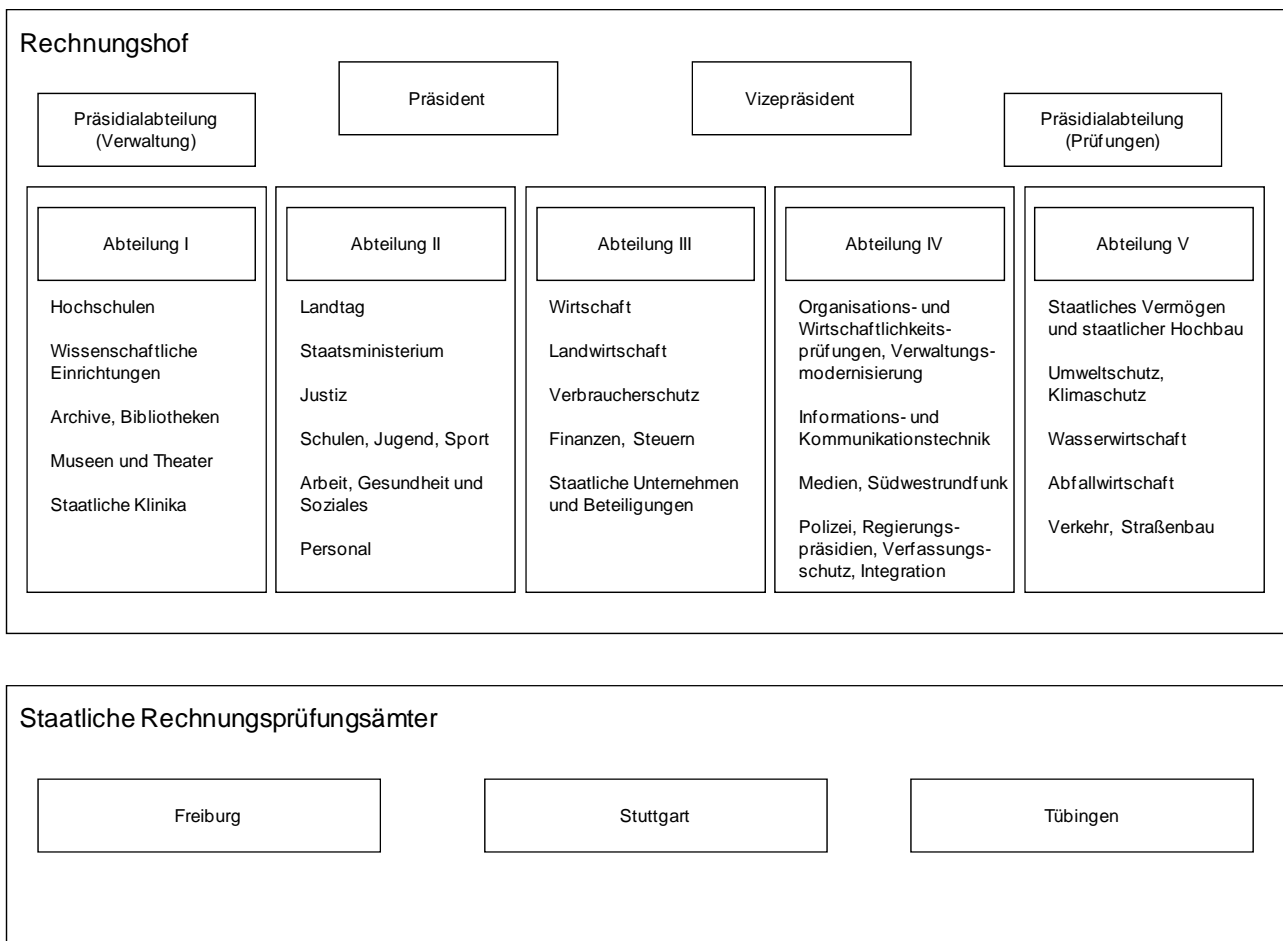 Rechnungshof
Präsident
Vizepräsident
Präsidialabteilung
(Verwaltung)
Präsidialabteilung
(Prüfungen)
Abteilung I
Hochschulen
Wissenschaftliche
Einrichtungen
Archive, Bibliotheken
Museen und Theater
Staatliche Klinika
Abteilung II
Landtag
Staatsministerium
Justiz
Schulen, Jugend, Sport
Arbeit, Gesundheit und
Soziales
Personal
Abteilung III
Wirtschaft
Landwirtschaft
Verbraucherschutz
Finanzen, Steuern
Staatliche Unternehmen
und Beteiligungen
Abteilung IV
Organisations- und
Wirtschaftlichkeits-
prüfungen, Verwaltungs-
modernisierung
Informations- und
Kommunikationstechnik
Medien, Südwestrundfunk
Polizei, Regierungs-
präsidien, Verfassungs-
schutz, Integration
Abteilung V
Staatliches Vermögen
und staatlicher Hochbau
Umweltschutz,
Klimaschutz
Wasserwirtschaft
Abfallwirtschaft
Verkehr, Straßenbau
Staatliche Rechnungsprüfungsämter
Freiburg
Stuttgart
Tübingen